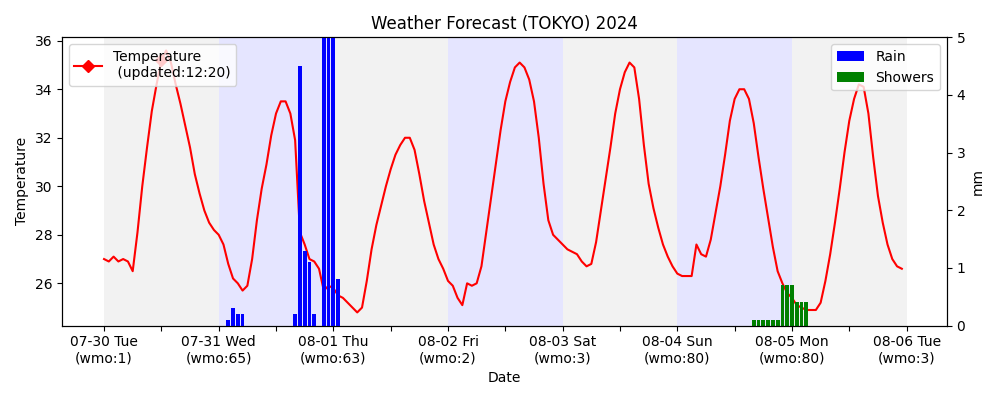 Weather Forecast (TOKYO) 2024
Temperature
(updated:12:20)
Rain
Showers
36
34
32
30
28
26
Temperature
5
4
3
2
1
0
mm
07-30 Tue
(wmo:1)
07-31 Wed
(wmo:65)
08-01 Thu
(wmo:63)
08-02 Fri
(wmo:2)
08-03 Sat
(wmo:3)
08-04 Sun
(wmo:80)
08-05 Mon
(wmo:80)
08-06 Tue
(wmo:3)
Date